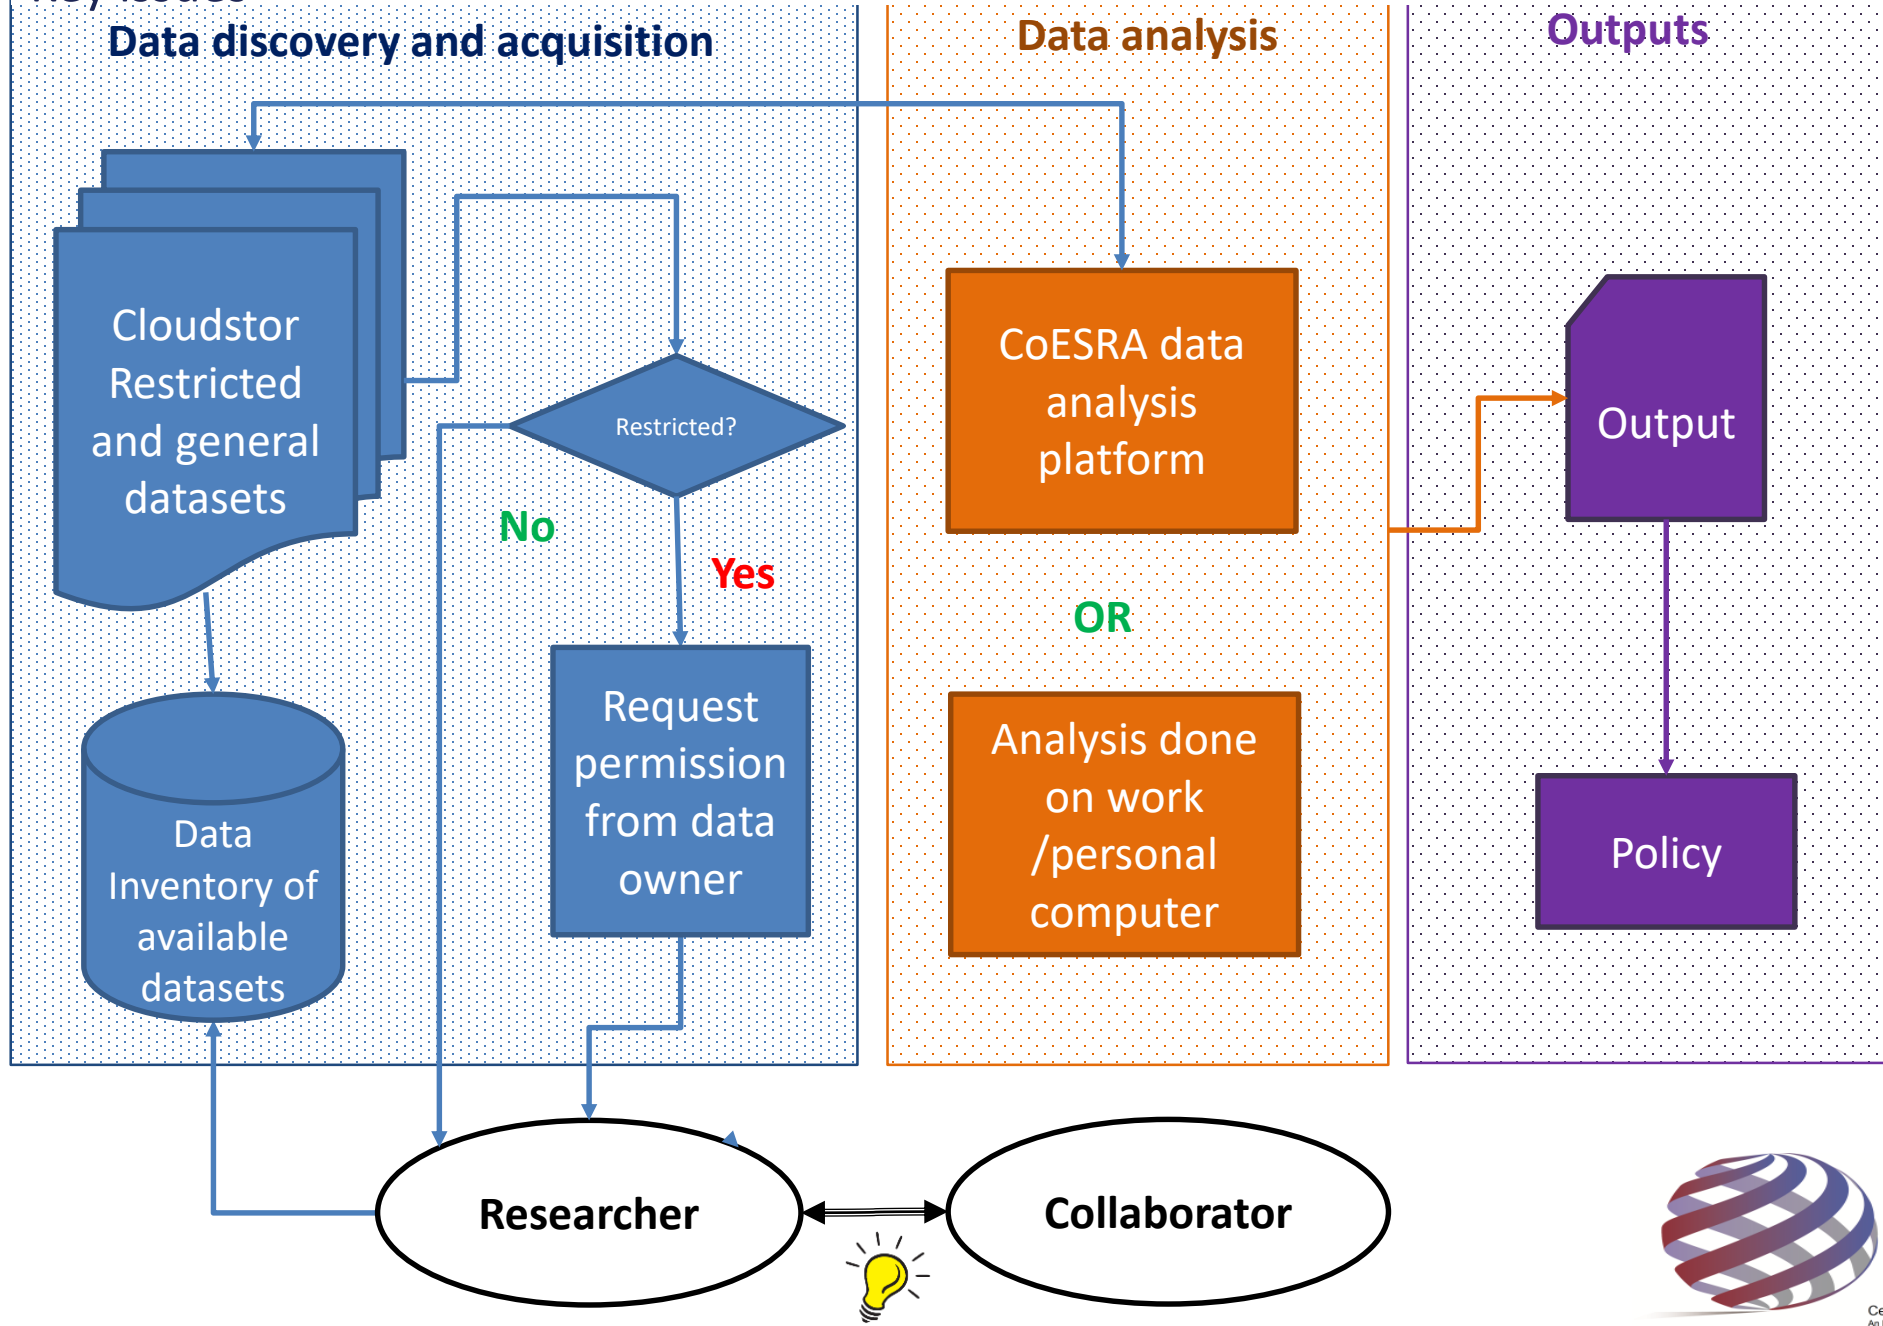 Key issues
Data discovery and acquisition
Data analysis
Outputs
Cloudstor
Restricted
and general
datasets
Restricted?
No
Yes
Data
Inventory of
available
datasets
Request
permission
from data
owner
CoESRA data
analysis
platform
OR
Analysis done
on work
/personal
computer
Output
Policy
Researcher
Collaborator